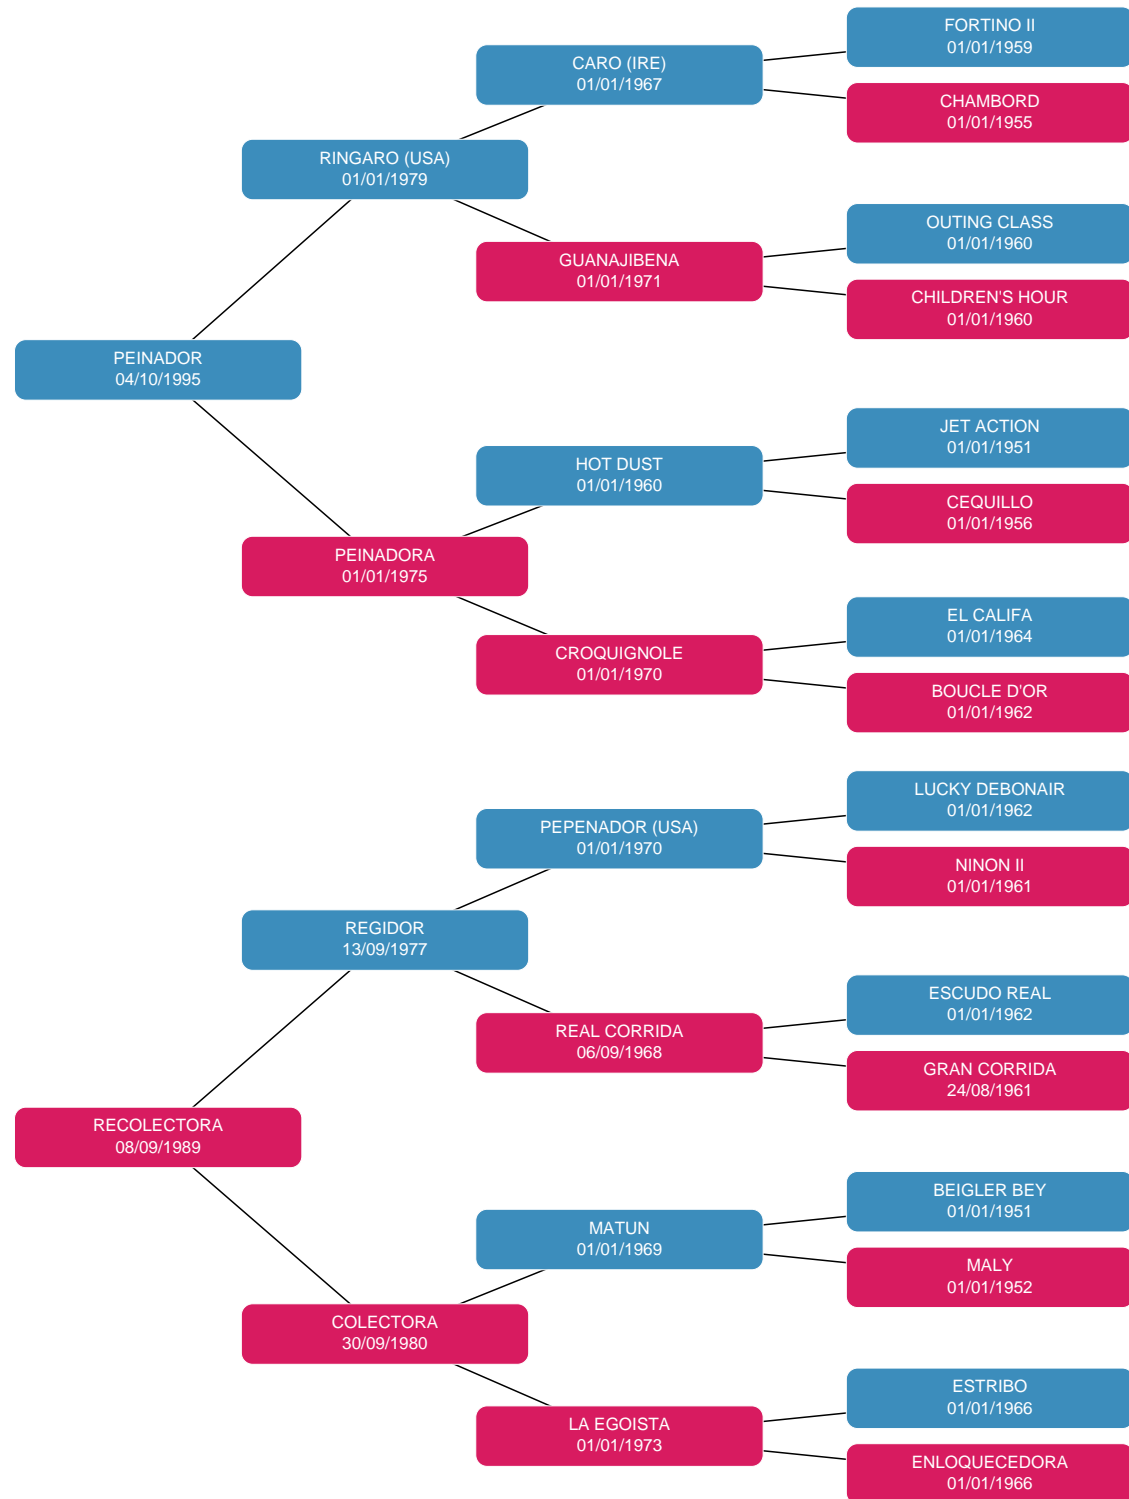 FORTINO II
01/01/1959
CARO (IRE)
01/01/1967
CHAMBORD
01/01/1955
RINGARO (USA)
01/01/1979
OUTING CLASS
01/01/1960
GUANAJIBENA
01/01/1971
CHILDREN'S HOUR
01/01/1960
PEINADOR
04/10/1995
JET ACTION
01/01/1951
HOT DUST
01/01/1960
CEQUILLO
01/01/1956
PEINADORA
01/01/1975
EL CALIFA
01/01/1964
CROQUIGNOLE
01/01/1970
BOUCLE D'OR
01/01/1962
LUCKY DEBONAIR
01/01/1962
PEPENADOR (USA)
01/01/1970
NINON II
01/01/1961
REGIDOR
13/09/1977
ESCUDO REAL
01/01/1962
REAL CORRIDA
06/09/1968
GRAN CORRIDA
24/08/1961
RECOLECTORA
08/09/1989
BEIGLER BEY
01/01/1951
MATUN
01/01/1969
MALY
01/01/1952
COLECTORA
30/09/1980
ESTRIBO
01/01/1966
LA EGOISTA
01/01/1973
ENLOQUECEDORA
01/01/1966